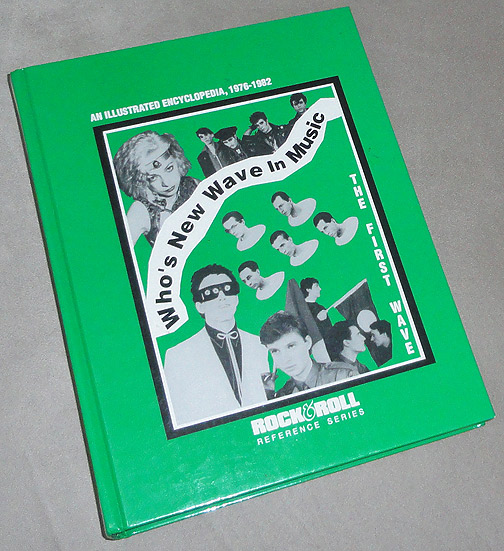 AN ILLUSTRATED ENCYCLOPEDIA, 1976-1982
Who's New Wave In Music
THE FIRST WAVE
ROCK & ROLL
REFERENCE SERIES